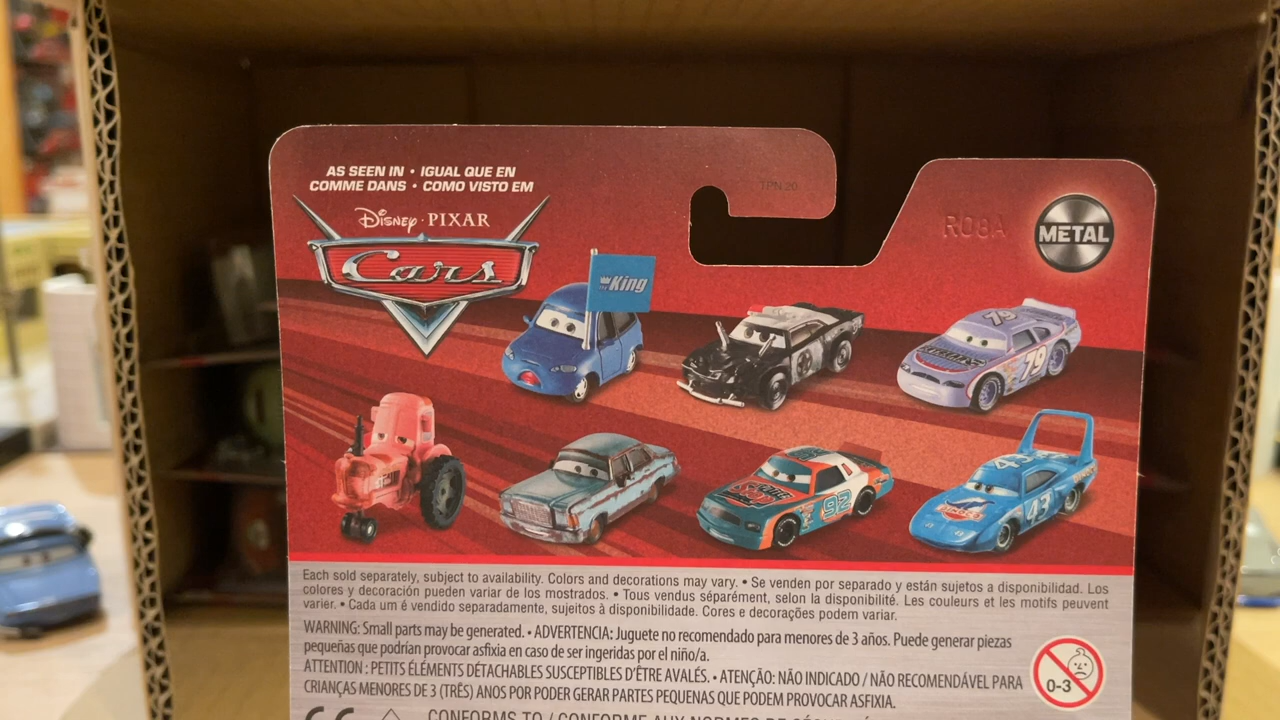 AS SEEN IN • IGUAL QUE EN
COMME DANS • COMO VISTO EM
Disney • PIXAR
Cars
TPN 20
R08A
METAL
King
79
79
92
43
43
Each sold separately, subject to availability. Colors and decorations may vary. • Se venden por separado y están sujetos a disponibilidad. Los
colores y decoración pueden variar de los mostrados. • Tous vendus séparément, selon la disponibilité. Les couleurs et les motifs peuvent
varier. • Cada um é vendido separadamente, sujeitos à disponibilidade. Cores e decorações podem variar.
WARNING: Small parts may be generated. • ADVERTENCIA: Juguete no recomendado para menores de 3 años. Puede generar piezas
pequeñas que podrían provocar asfixia en caso de ser ingeridas por el niño/a.
ATTENTION : PETITS ÉLÉMENTS DÉTACHABLES SUSCEPTIBLES D'ÊTRE AVALÉS. • ATENÇÃO: NÃO INDICADO / NÃO RECOMENDÁVEL PARA
CRIANÇAS MENORES DE 3 (TRÊS) ANOS POR PODER GERAR PARTES PEQUENAS QUE PODEM PROVOCAR ASFIXIA.
0-3
CE CONFORMS TO / CONFORME AUX NORMES DE